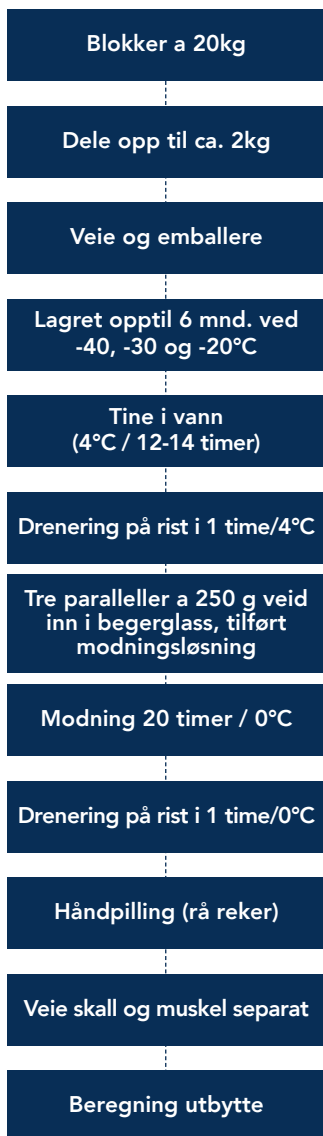 Blokker a 20kg
Dele opp til ca. 2kg
Veie og emballere
Lagret opptil 6 mnd. ved
-40, -30 og -20°C
Tine i vann
(4°C / 12-14 timer)
Drenering på rist i 1 time/4°C
Tre paralleller a 250 g veid
inn i begerglass, tilført
modningsløsning
Modning 20 timer / 0°C
Drenering på rist i 1 time/0°C
Håndpilling (rå reker)
Veie skall og muskel separat
Beregning utbytte